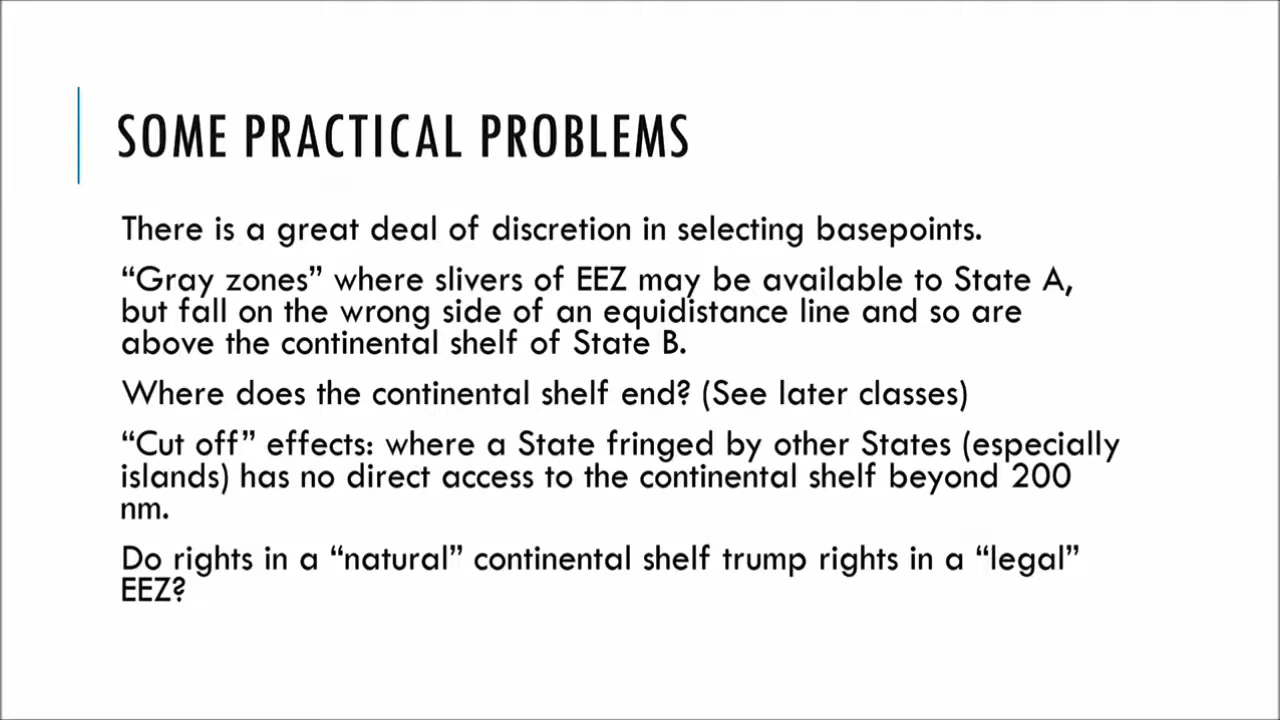 SOME PRACTICAL PROBLEMS
There is a great deal of discretion in selecting basepoints.
“Gray zones” where slivers of EEZ may be available to State A,
but fall on the wrong side of an equidistance line and so are
above the continental shelf of State B.
Where does the continental shelf end? (See later classes)
“Cut off” effects: where a State fringed by other States (especially
islands) has no direct access to the continental shelf beyond 200
nm.
Do rights in a “natural” continental shelf trump rights in a “legal”
EEZ?